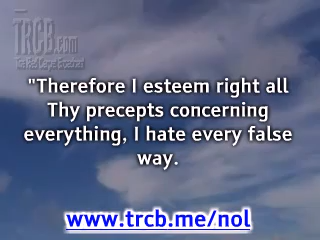 TRCB.com
"Therefore I esteem right all
Thy precepts concerning
everything, I hate every false
way.
www.trcb.me/nol